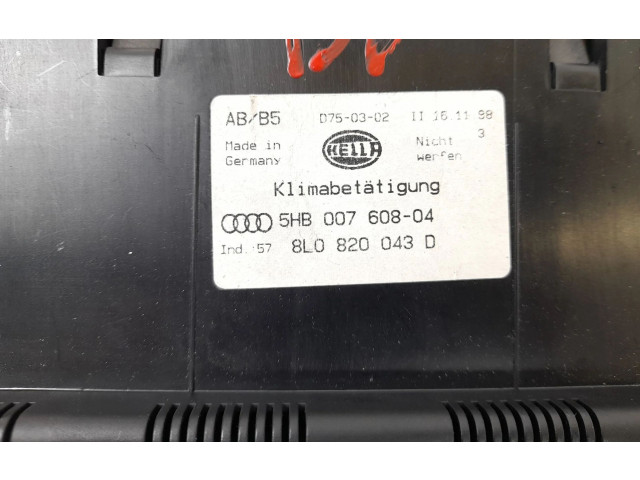 AB/B5 D75-03-02 II 16.11.98
Made in Germany
HELLA
Nicht werfen
3
Klimabetätigung
5HB 007 608-04
Ind.:57 8L0 820 043 D